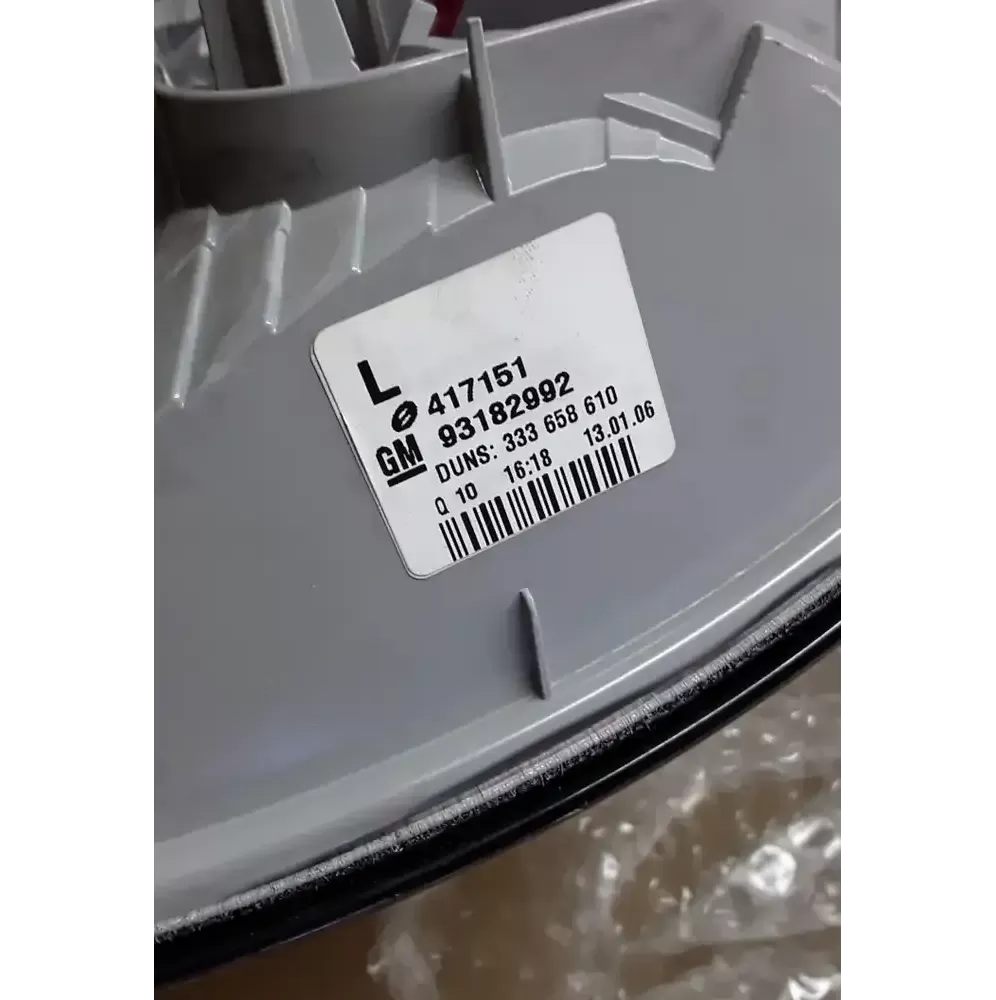 L
417151
GM 93182992
DUNS: 333 658 610
Q 10 16:18 13.01.06